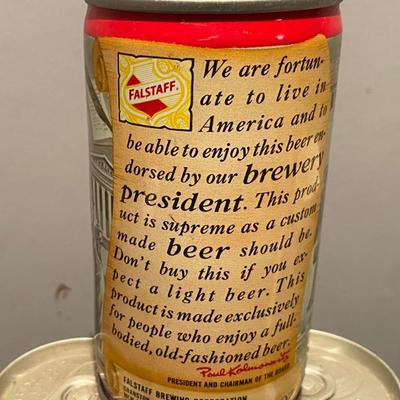 FALSTAFF®
We are fortun-
ate to live in
America and to
be able to enjoy this beer en-
dorsed by our brewery
president. This prod-
uct is supreme as a custom
made beer should be.
Don't buy this if you ex-
pect a light beer. This
product is made exclusively
for people who enjoy a full-
bodied, old-fashioned beer.
Paul Kalmanovitz
PRESIDENT AND CHAIRMAN OF THE BOARD
FALSTAFF BREWING CORPORATION